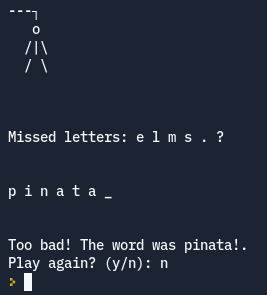 ---┐
o
/|\
/ \
Missed letters: e l m s . ?
p i n a t a _
Too bad! The word was pinata!.
Play again? (y/n): n
>